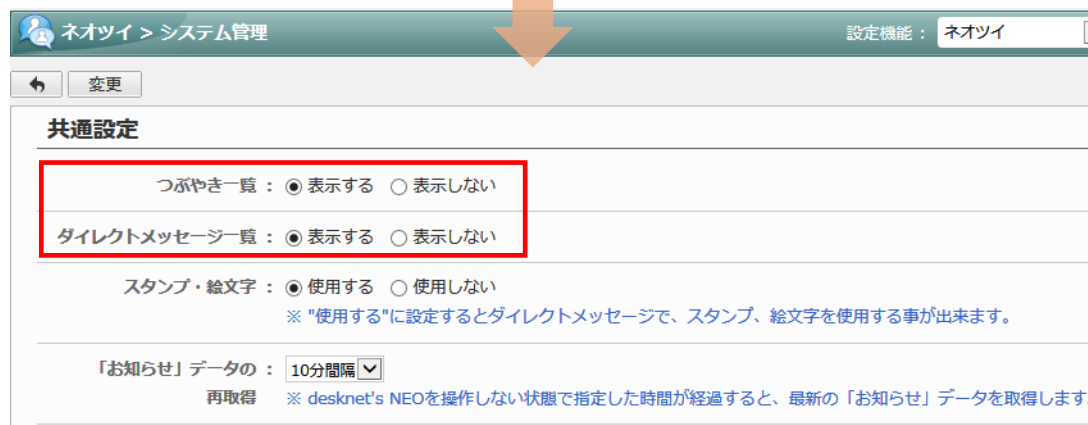 ネオツイ > システム管理 設定機能： ネオツイ
変更
共通設定
つぶやき一覧 ： 表示する 表示しない
ダイレクトメッセージ一覧 ： 表示する 表示しない
スタンプ・絵文字 ： 使用する 使用しない
※ "使用する"に設定するとダイレクトメッセージで、スタンプ、絵文字を使用する事が出来ます。
「お知らせ」データの ： 10分間隔
再取得 ※ desknet's NEOを操作しない状態で指定した時間が経過すると、最新の「お知らせ」データを取得します